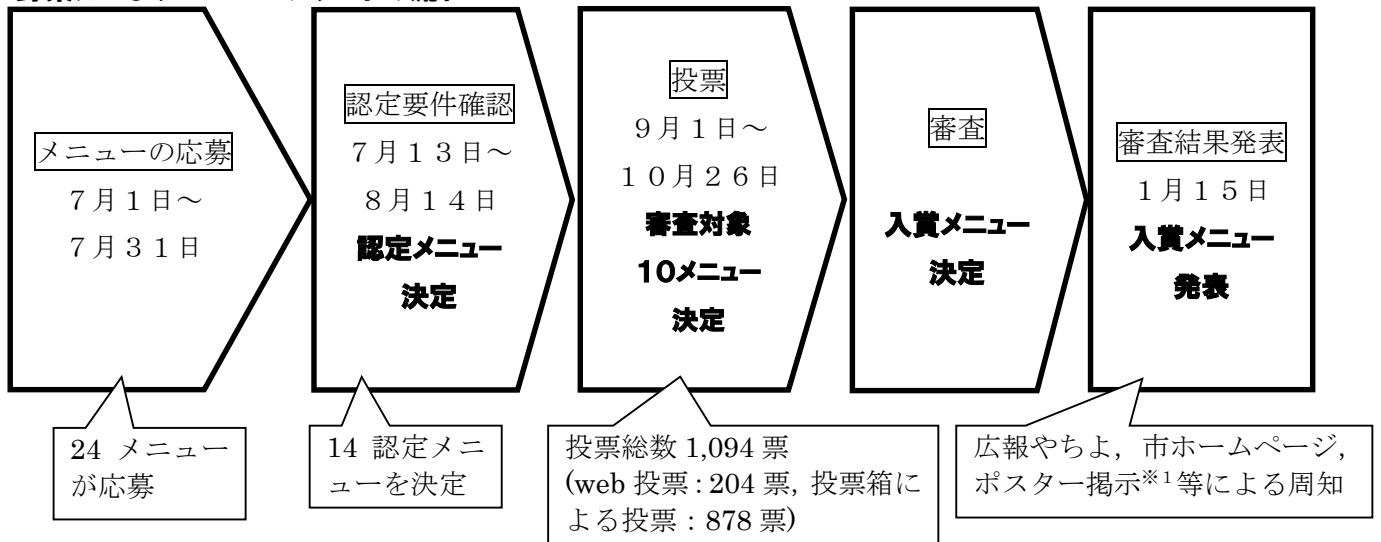 メニューの応募
7月1日～
7月31日
認定要件確認
7月13日～
8月14日
認定メニュー
決定
投票
9月1日～
10月26日
審査対象
10メニュー
決定
審査
入賞メニュー
決定
審査結果発表
1月15日
入賞メニュー
発表
24 メニュー
が応募
14 認定メニ
ューを決定
投票総数 1,094 票
(web 投票：204 票, 投票箱に
よる投票：878 票)
広報やちよ，市ホームページ，
ポスター掲示※1等による周知